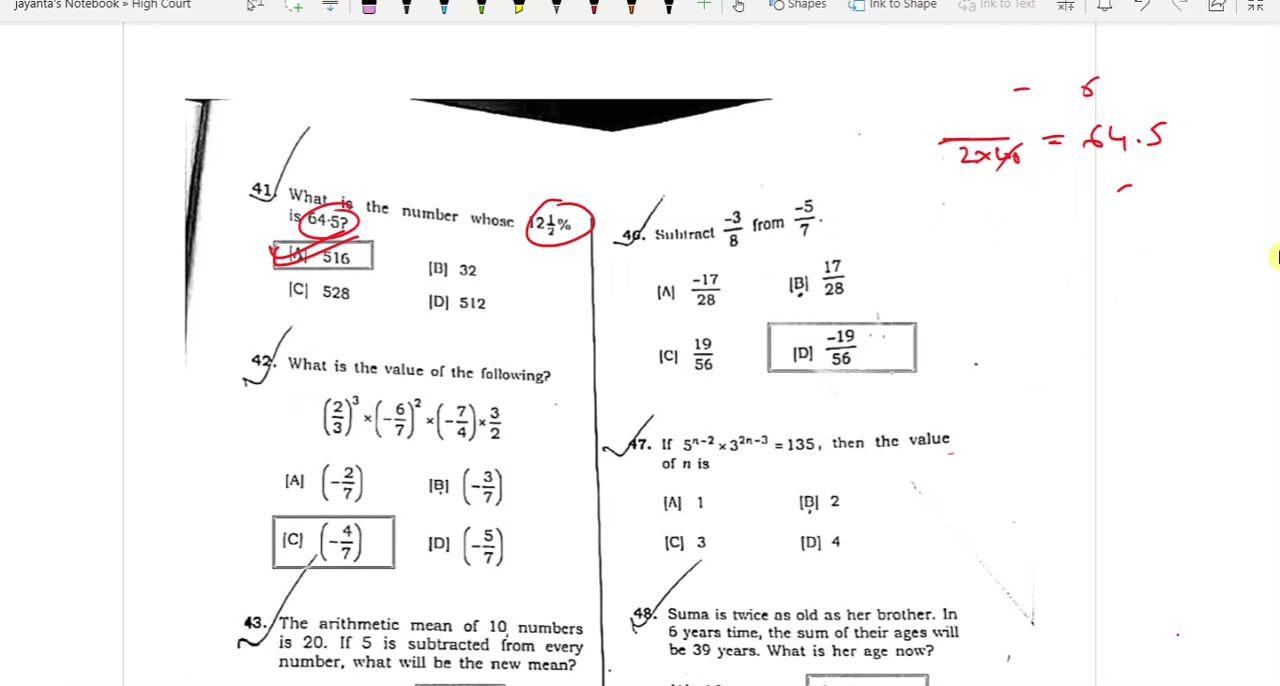 jayanta's Notebook » High Court
Shapes
Ink to Shape
Ink to Text
- 6
2×46 = 64.5
41. What is the number whose 12½%
is 64·5?
[A] 516
[B] 32
[C] 528
[D] 512
42. What is the value of the following?
(2/3)³ × (-6/7)² × (-7/4) × 3/2
[A] (-2/7)
[B] (-3/7)
[C] (-4/7)
[D] (-5/7)
43. The arithmetic mean of 10 numbers
is 20. If 5 is subtracted from every
number, what will be the new mean?
46. Subtract -3/8 from -5/7.
[A] -17/28
[B] 17/28
[C] 19/56
[D] -19/56
47. If 5ⁿ⁻² × 3²ⁿ⁻³ = 135, then the value
of n is
[A] 1
[B] 2
[C] 3
[D] 4
48. Suma is twice as old as her brother. In
6 years time, the sum of their ages will
be 39 years. What is her age now?